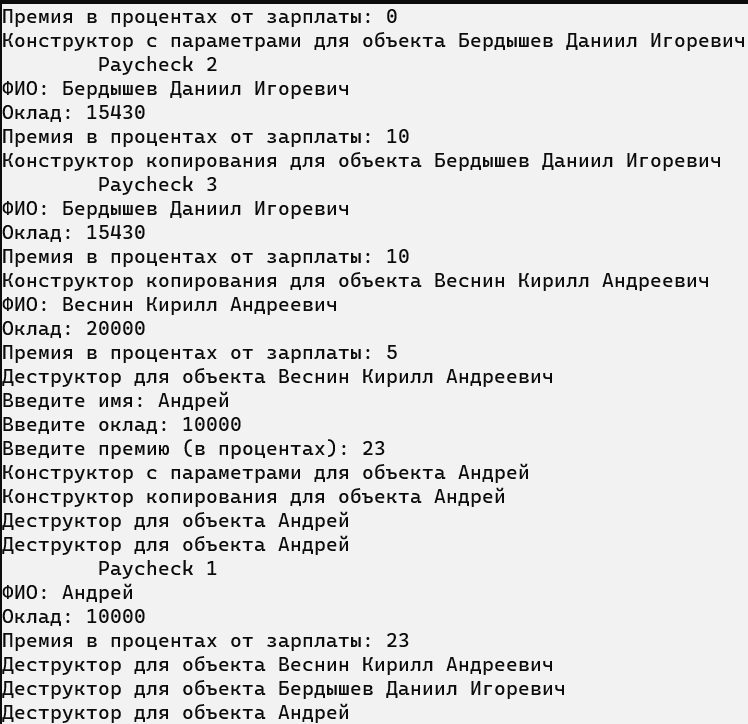 Премия в процентах от зарплаты: 0
Конструктор с параметрами для объекта Бердышев Даниил Игоревич
Paycheck 2
ФИО: Бердышев Даниил Игоревич
Оклад: 15430
Премия в процентах от зарплаты: 10
Конструктор копирования для объекта Бердышев Даниил Игоревич
Paycheck 3
ФИО: Бердышев Даниил Игоревич
Оклад: 15430
Премия в процентах от зарплаты: 10
Конструктор копирования для объекта Веснин Кирилл Андреевич
ФИО: Веснин Кирилл Андреевич
Оклад: 20000
Премия в процентах от зарплаты: 5
Деструктор для объекта Веснин Кирилл Андреевич
Введите имя: Андрей
Введите оклад: 10000
Введите премию (в процентах): 23
Конструктор с параметрами для объекта Андрей
Конструктор копирования для объекта Андрей
Деструктор для объекта Андрей
Деструктор для объекта Андрей
Paycheck 1
ФИО: Андрей
Оклад: 10000
Премия в процентах от зарплаты: 23
Деструктор для объекта Веснин Кирилл Андреевич
Деструктор для объекта Бердышев Даниил Игоревич
Деструктор для объекта Андрей